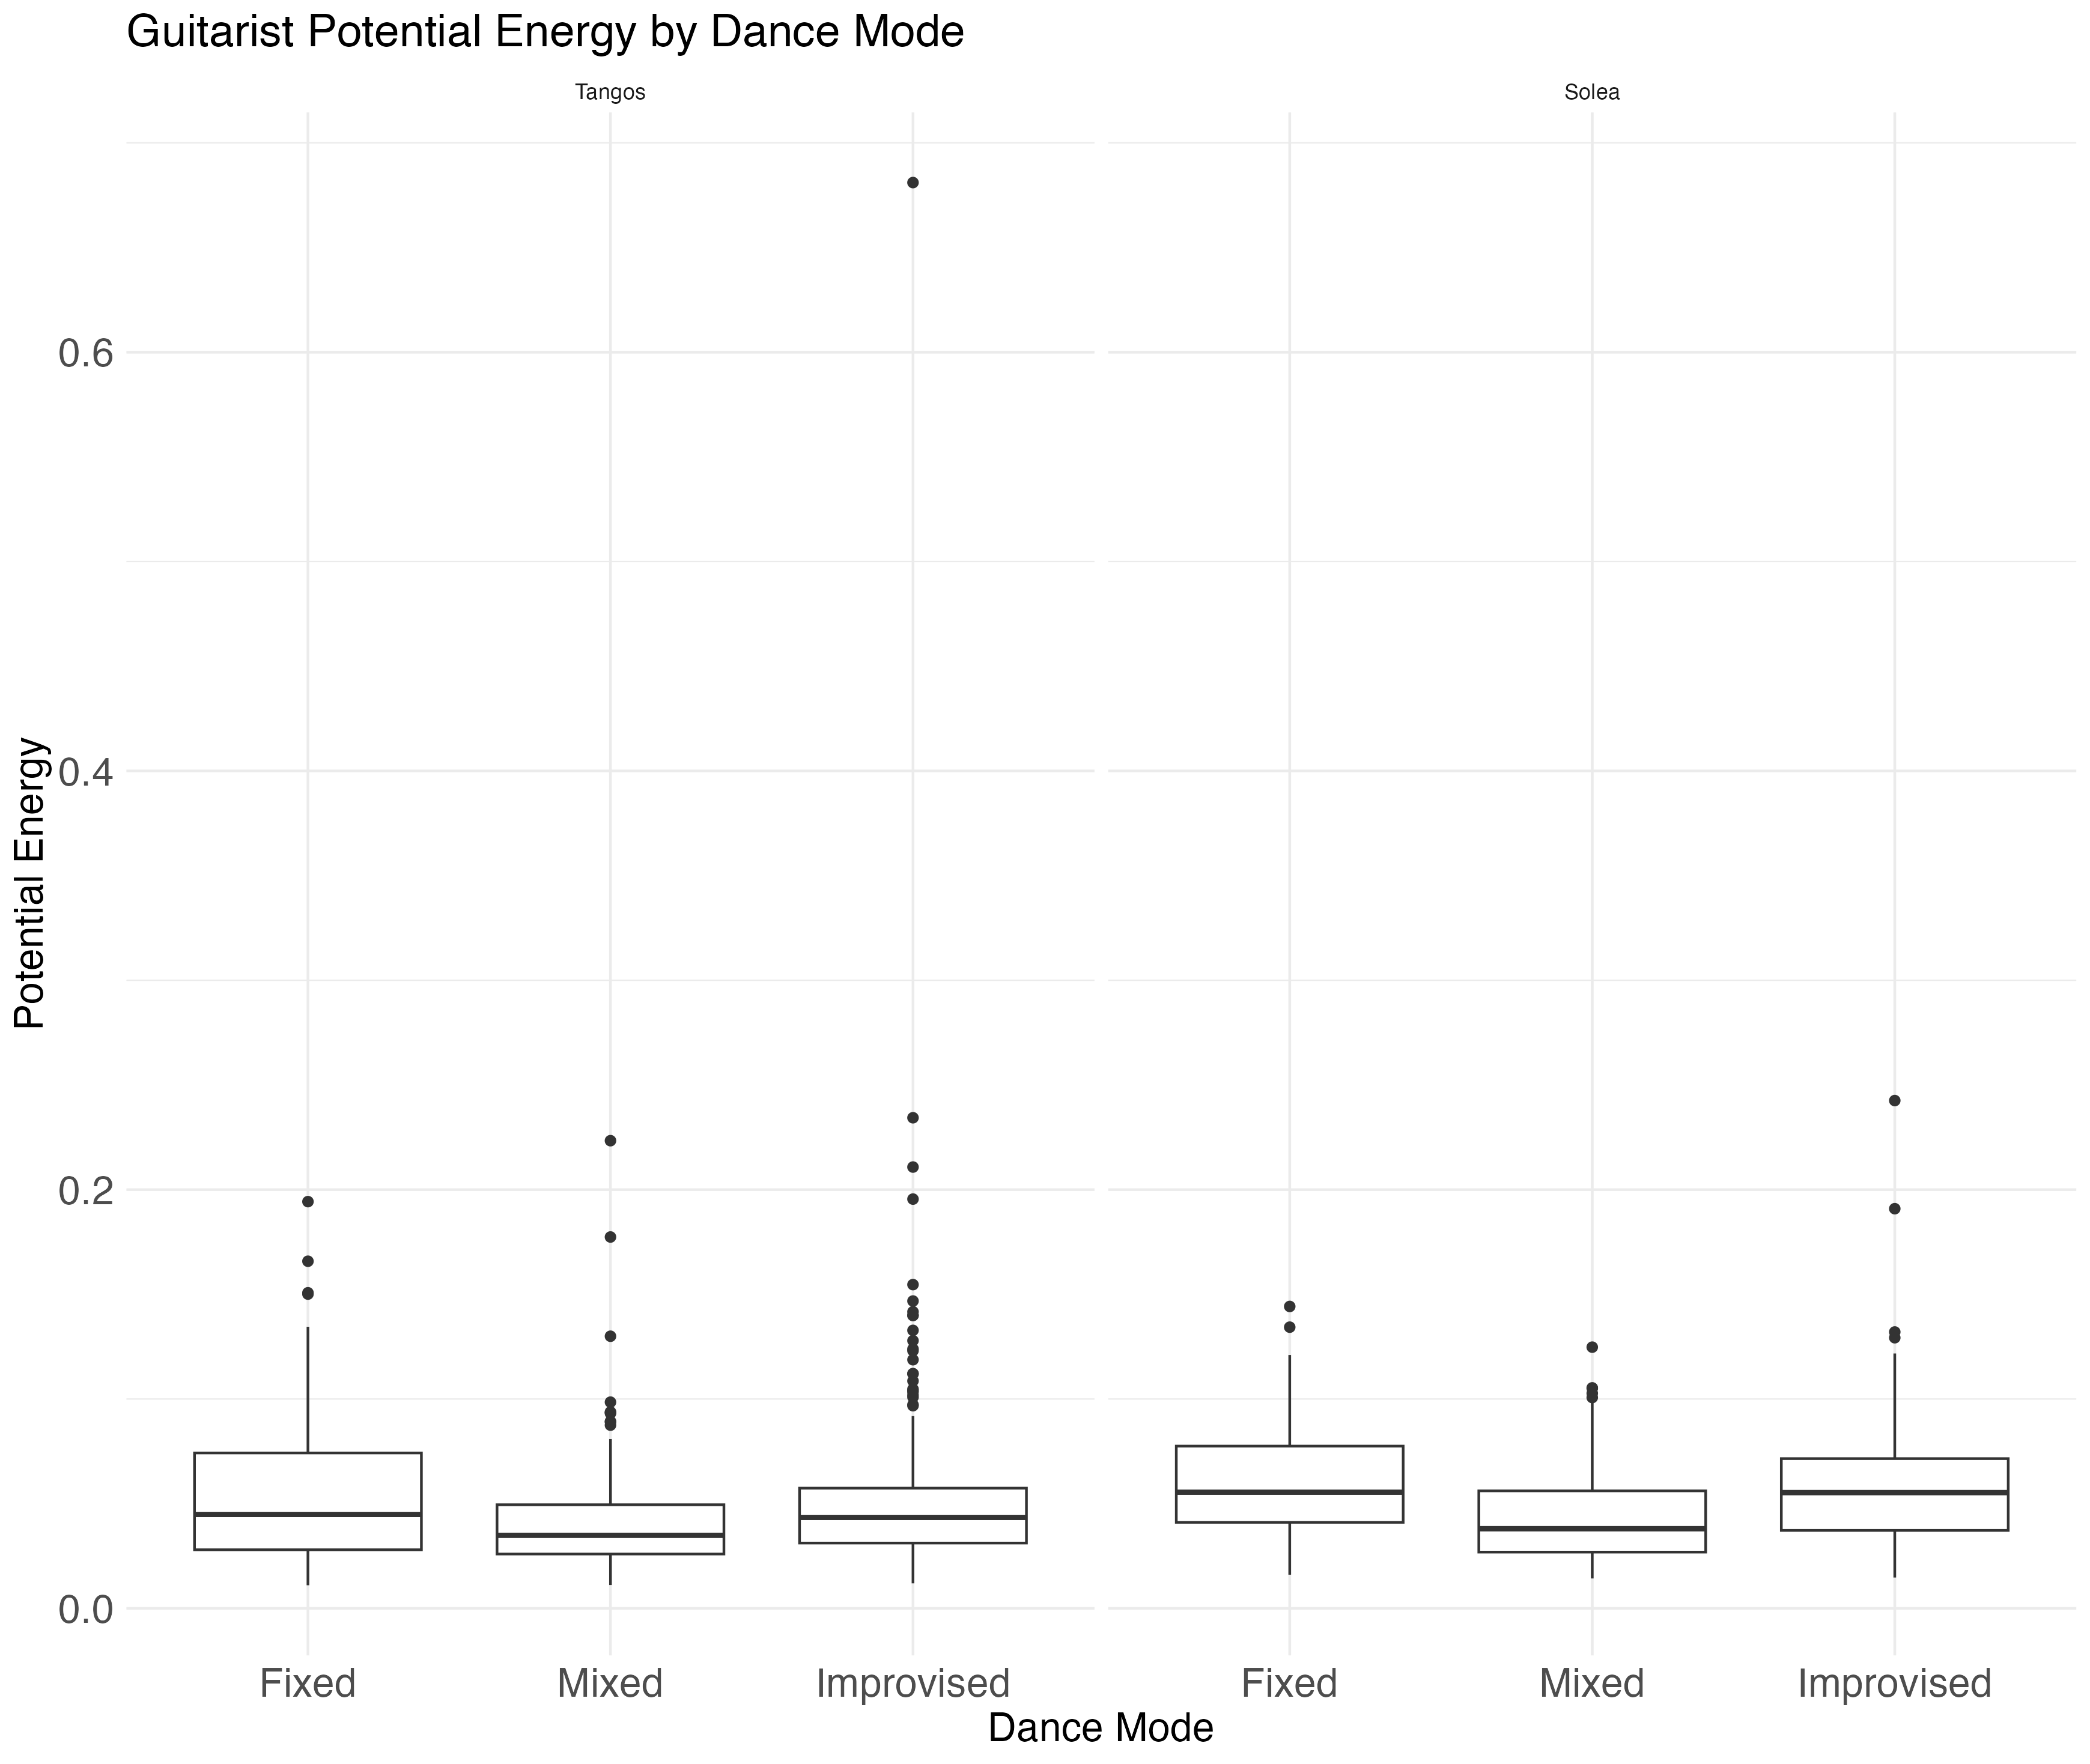 Guitarist Potential Energy by Dance Mode
Tangos
Solea
Potential Energy
0.6
0.4
0.2
0.0
Fixed
Mixed
Improvised
Fixed
Mixed
Improvised
Dance Mode